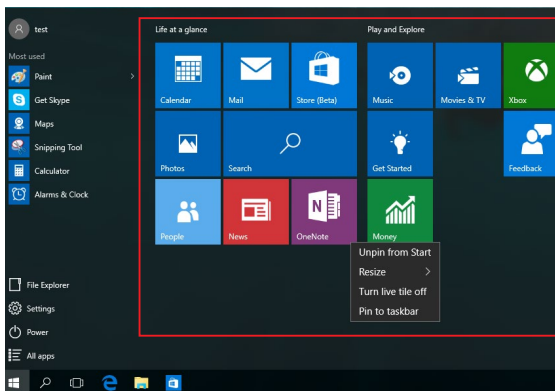 test
Most used
Paint
Get Skype
Maps
Snipping Tool
Calculator
Alarms & Clock
File Explorer
Settings
Power
All apps
Life at a glance
Play and Explore
Calendar
Mail
Store (Beta)
Music
Movies & TV
Xbox
Photos
Search
Get Started
Feedback
People
News
OneNote
Money
Unpin from Start
Resize
Turn live tile off
Pin to taskbar